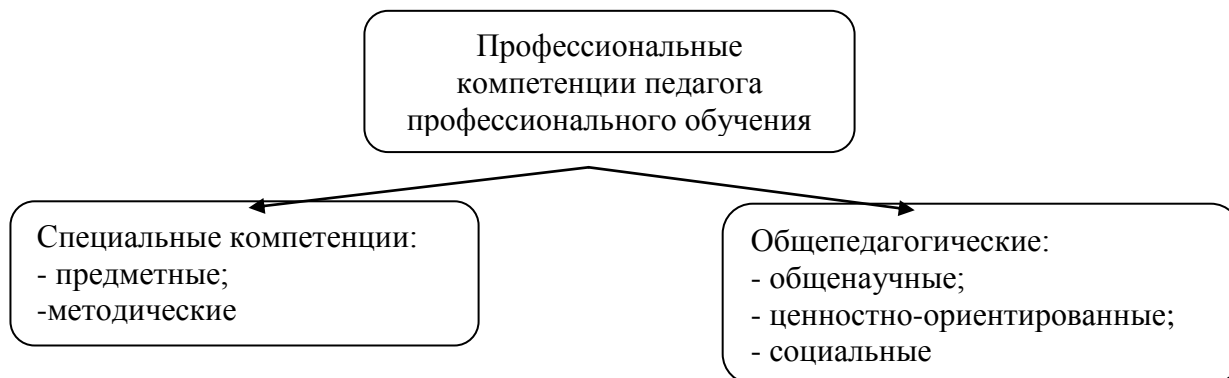 Профессиональные
компетенции педагога
профессионального обучения
Специальные компетенции:
- предметные;
-методические
Общепедагогические:
- общенаучные;
- ценностно-ориентированные;
- социальные